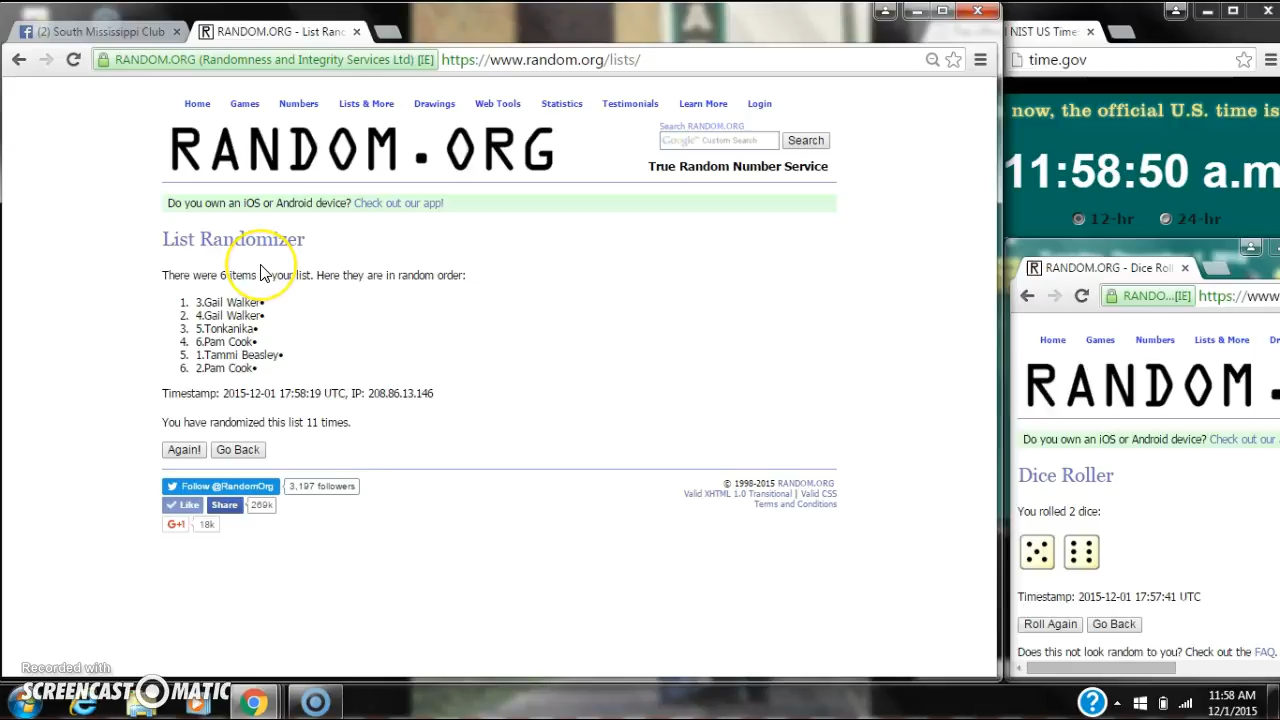 (2) South Mississippi Club
RANDOM.ORG - List Ran
RANDOM.ORG (Randomness and Integrity Services Ltd) [IE]
https://www.random.org/lists/
Home Games Numbers Lists & More Drawings Web Tools Statistics Testimonials Learn More Login
RANDOM.ORG
Search RANDOM.ORG
Google™ Custom Search
Search
True Random Number Service
Do you own an iOS or Android device? Check out our app!
List Randomizer
There were 6 items your list. Here they are in random order:
1. 3.Gail Walker•
2. 4.Gail Walker•
3. 5.Tonkanika•
4. 6.Pam Cook•
5. 1.Tammi Beasley•
6. 2.Pam Cook•
Timestamp: 2015-12-01 17:58:19 UTC, IP: 208.86.13.146
You have randomized this list 11 times.
Again! Go Back
Follow @RandomOrg 3,197 followers
Like Share 269k
G+1 18k
© 1998-2015 RANDOM.ORG
Valid XHTML 1.0 Transitional | Valid CSS
Terms and Conditions
NIST US Time
time.gov
now, the official U.S. time is
11:58:50 a.m
12-hr 24-hr
RANDOM.ORG - Dice Roll
RANDO...[IE] https://www
Home Games Numbers Lists & More Dr
RANDOM.
Do you own an iOS or Android device? Check out our
Dice Roller
You rolled 2 dice:
Timestamp: 2015-12-01 17:57:41 UTC
Roll Again Go Back
Does this not look random to you? Check out the FAQ.
Recorded with
SCREENCAST-O-MATIC
11:58 AM
12/1/2015